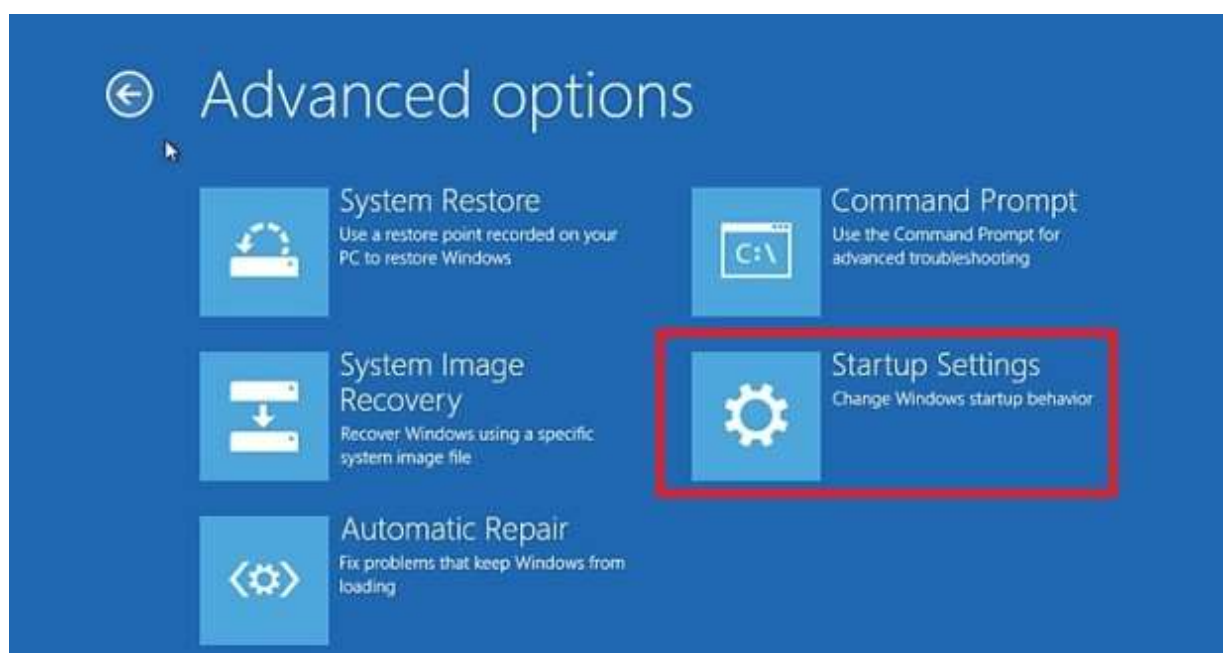 Advanced options
System Restore
Use a restore point recorded on your
PC to restore Windows
System Image
Recovery
Recover Windows using a specific
system image file
Automatic Repair
Fix problems that keep Windows from
loading
Command Prompt
Use the Command Prompt for
advanced troubleshooting
C:\
Startup Settings
Change Windows startup behavior